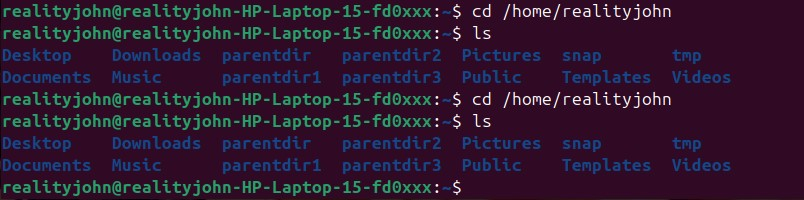 realityjohn@realityjohn-HP-Laptop-15-fd0xxx:~$ cd /home/realityjohn
realityjohn@realityjohn-HP-Laptop-15-fd0xxx:~$ ls
Desktop    Downloads  parentdir   parentdir2  Pictures  snap       tmp
Documents  Music      parentdir1  parentdir3  Public    Templates  Videos
realityjohn@realityjohn-HP-Laptop-15-fd0xxx:~$ cd /home/realityjohn
realityjohn@realityjohn-HP-Laptop-15-fd0xxx:~$ ls
Desktop    Downloads  parentdir   parentdir2  Pictures  snap       tmp
Documents  Music      parentdir1  parentdir3  Public    Templates  Videos
realityjohn@realityjohn-HP-Laptop-15-fd0xxx:~$